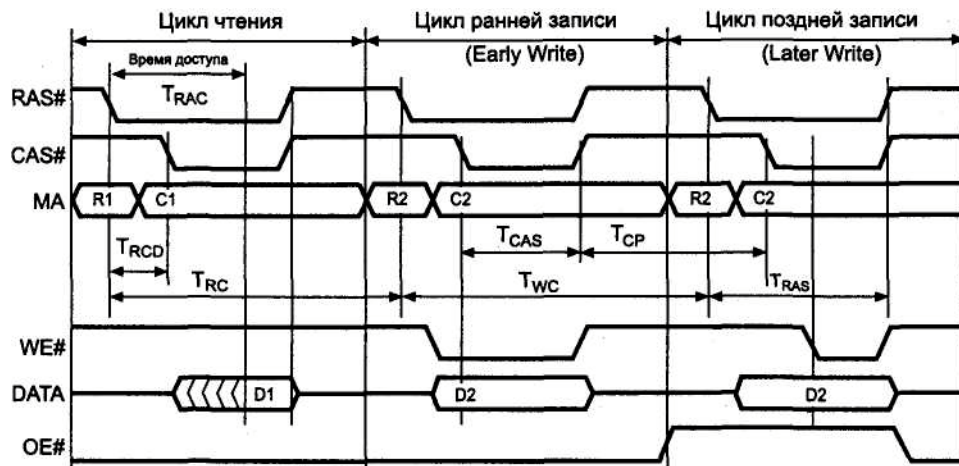 Цикл чтения Цикл ранней записи Цикл поздней записи
(Early Write) (Later Write)
Время доступа
RAS# TRAC
CAS#
MA R1 C1 R2 C2 R2 C2
TRCD TCAS TCP
TRC TWC TRAS
WE#
DATA D1 D2 D2
OE#